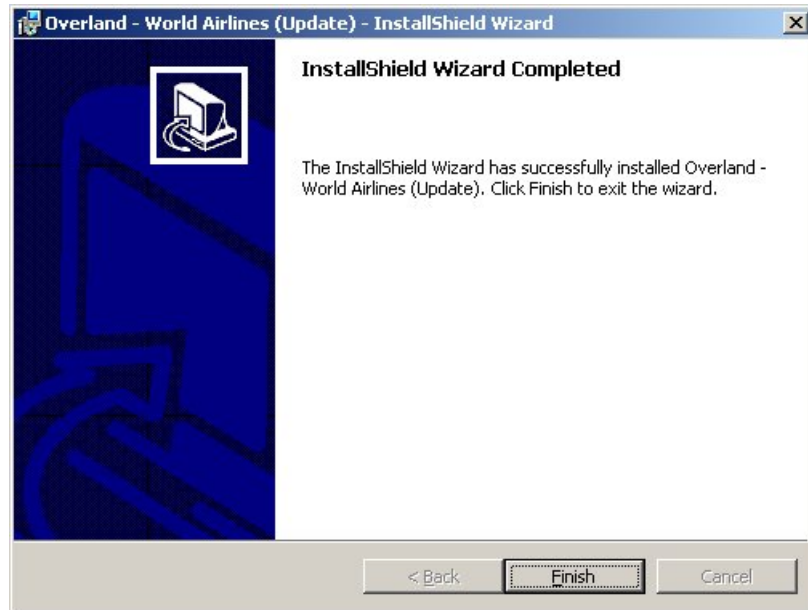 Overland - World Airlines (Update) - InstallShield Wizard
InstallShield Wizard Completed
The InstallShield Wizard has successfully installed Overland -
World Airlines (Update). Click Finish to exit the wizard.
< Back
Finish
Cancel